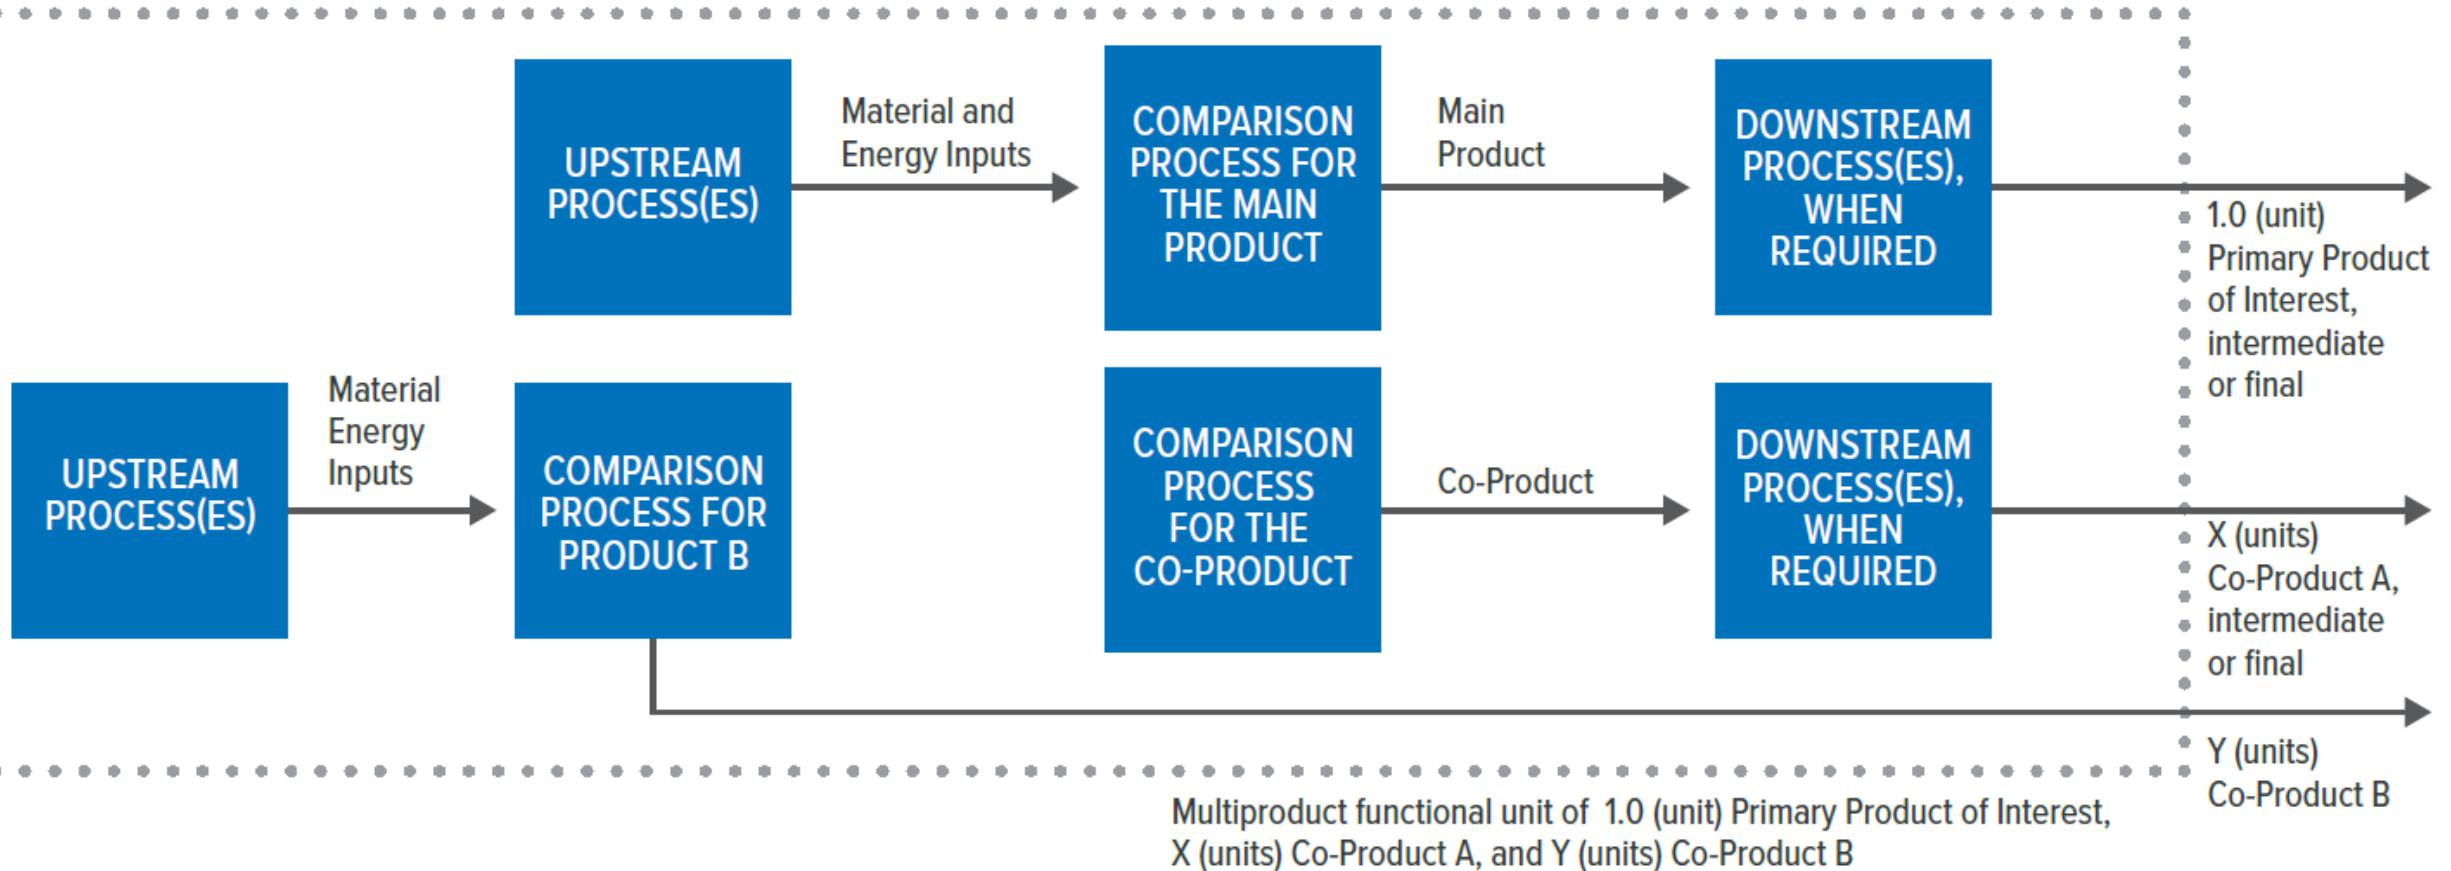 UPSTREAM
PROCESS(ES)
Material and
Energy Inputs
COMPARISON
PROCESS FOR
THE MAIN
PRODUCT
Main
Product
DOWNSTREAM
PROCESS(ES),
WHEN
REQUIRED
1.0 (unit)
Primary Product
of Interest,
intermediate
or final
UPSTREAM
PROCESS(ES)
Material
Energy
Inputs
COMPARISON
PROCESS FOR
PRODUCT B
COMPARISON
PROCESS
FOR THE
CO-PRODUCT
Co-Product
DOWNSTREAM
PROCESS(ES),
WHEN
REQUIRED
X (units)
Co-Product A,
intermediate
or final
Y (units)
Co-Product B
Multiproduct functional unit of 1.0 (unit) Primary Product of Interest,
X (units) Co-Product A, and Y (units) Co-Product B